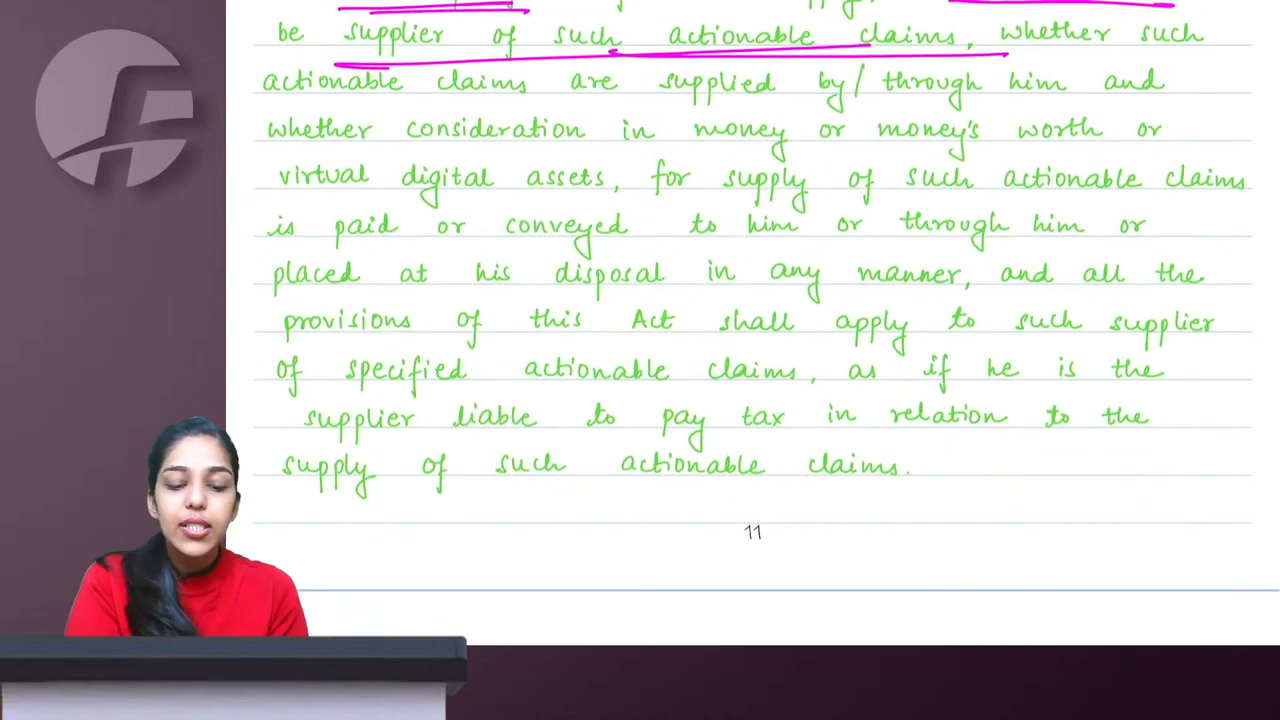 be supplier of such actionable claims, whether such
actionable claims are supplied by/ through him and
whether consideration in money or money's worth or
virtual digital assets, for supply of such actionable claims
is paid or conveyed to him or through him or
placed at his disposal in any manner, and all the
provisions of this Act shall apply to such supplier
of specified actionable claims, as if he is the
supplier liable to pay tax in relation to the
supply of such actionable claims.
11